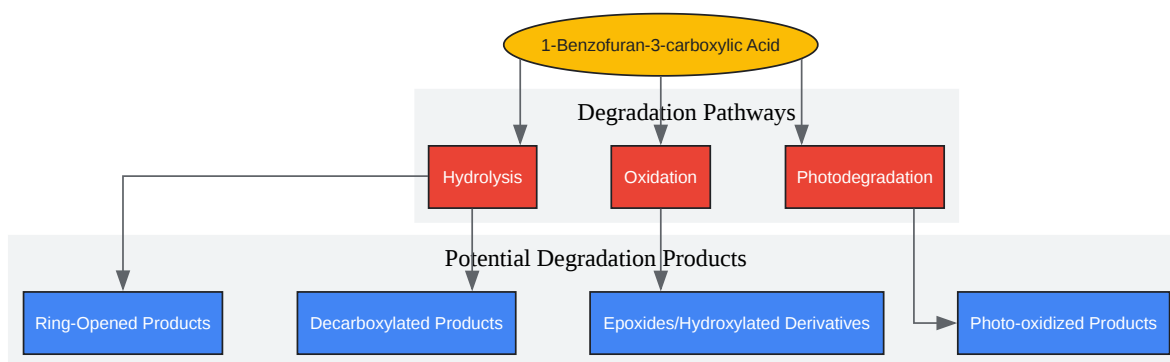 1-Benzofuran-3-carboxylic Acid
Degradation Pathways
Hydrolysis
Oxidation
Photodegradation
Potential Degradation Products
Ring-Opened Products
Decarboxylated Products
Epoxides/Hydroxylated Derivatives
Photo-oxidized Products